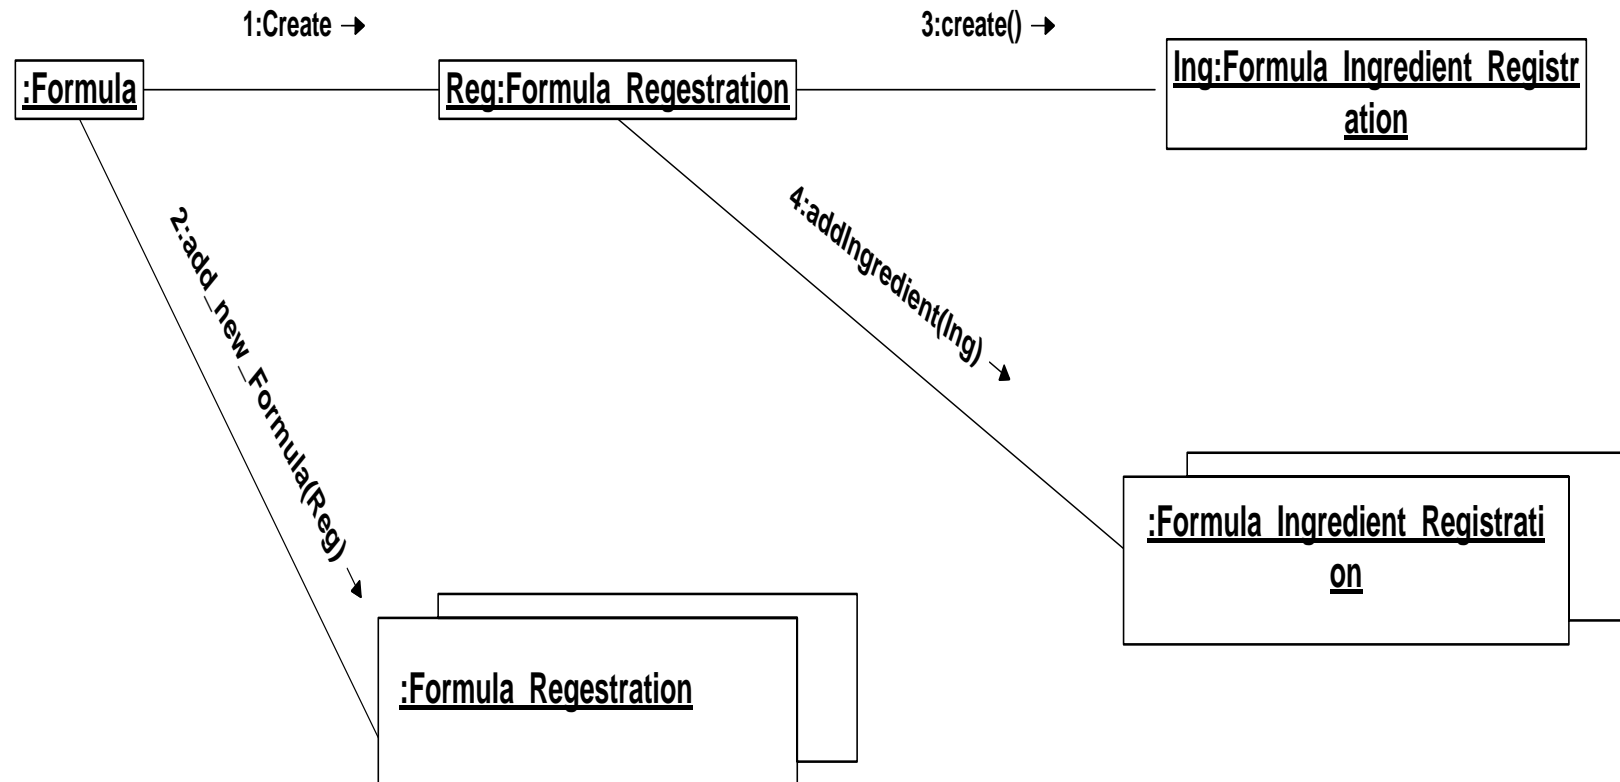 1:Create
3:create()
:Formula
Reg:Formula_Regestration
Ing:Formula_Ingredient_Registr
ation
2:add_new_Formula(Reg)
4:addIngredient(Ing)
:Formula_Ingredient_Registrati
on
:Formula_Regestration